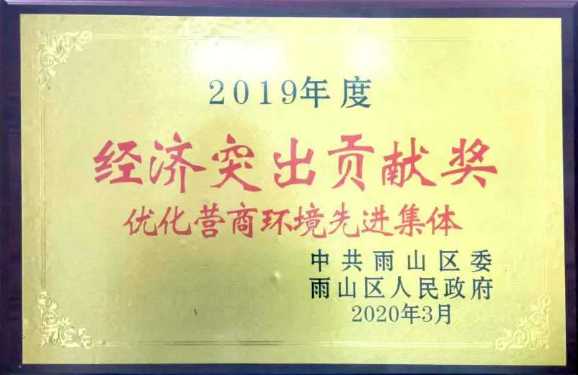 2019年度
经济突出贡献奖
优化营商环境先进集体
中共雨山区委
雨山区人民政府
2020年3月